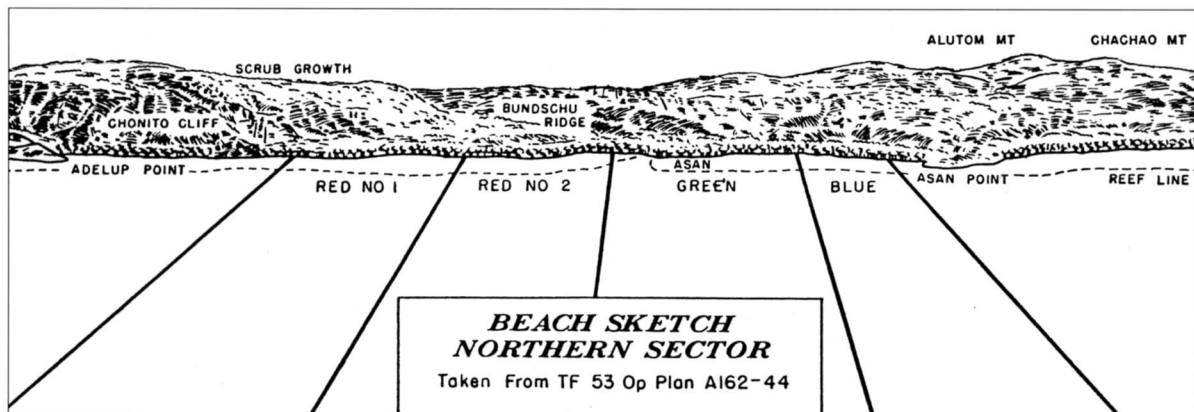 ALUTOM MT
CHACHAO MT
SCRUB GROWTH
CHONITO CLIFF
BUNDSCHU
RIDGE
ADELUP POINT
ASAN
ASAN POINT
REEF LINE
RED NO 1
RED NO 2
GREEN
BLUE
BEACH SKETCH
NORTHERN SECTOR
Taken From TF 53 Op Plan A162-44